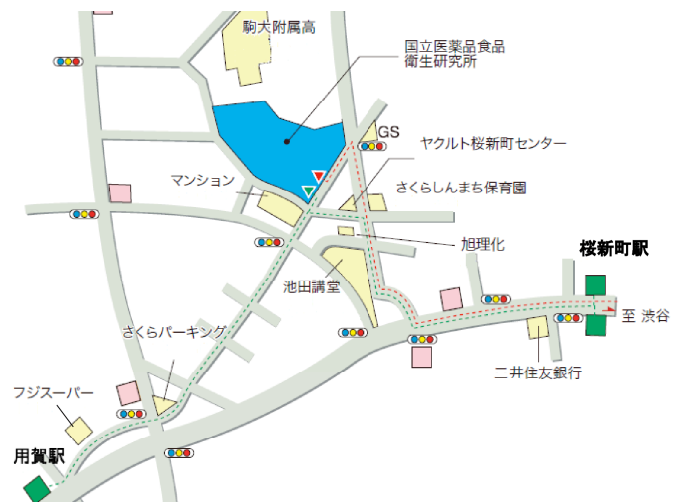 駒大附属高
国立医薬品食品
衛生研究所
GS
ヤクルト桜新町センター
マンション
さくらしんまち保育園
旭理化
桜新町駅
池田講堂
至 渋谷
さくらパーキング
二井住友銀行
フジスーパー
用賀駅